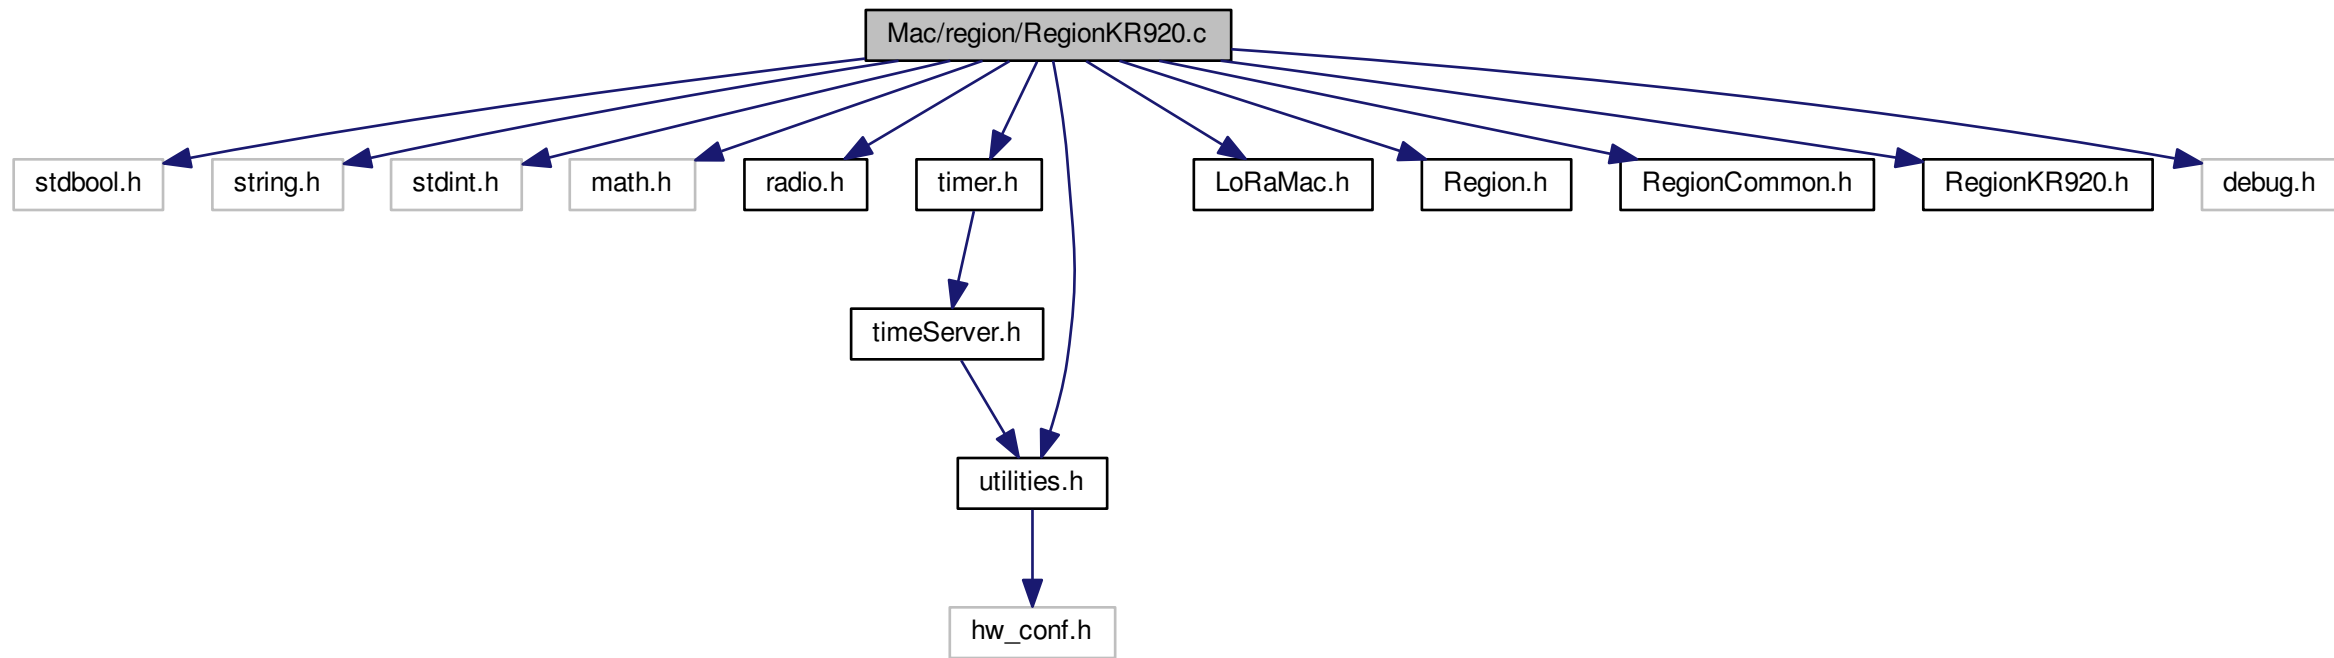 Mac/region/RegionKR920.c
stdbool.h
string.h
stdint.h
math.h
radio.h
timer.h
LoRaMac.h
Region.h
RegionCommon.h
RegionKR920.h
debug.h
timeServer.h
utilities.h
hw_conf.h